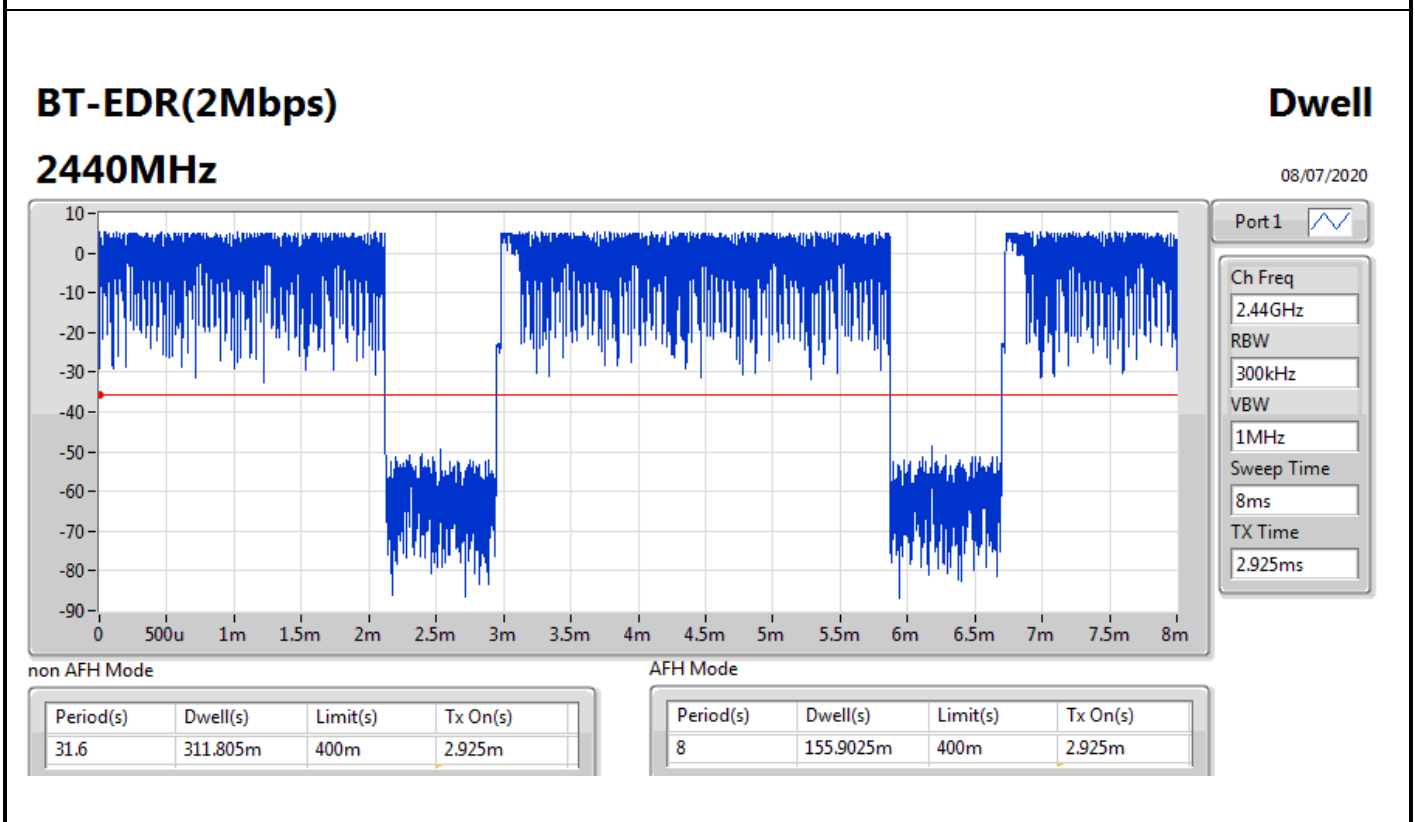 BT-EDR(2Mbps) Dwell
2440MHz
08/07/2020
10
0
-10
-20
-30
-40
-50
-60
-70
-80
-90
0 500u 1m 1.5m 2m 2.5m 3m 3.5m 4m 4.5m 5m 5.5m 6m 6.5m 7m 7.5m 8m
Port 1
Ch Freq
2.44GHz
RBW
300kHz
VBW
1MHz
Sweep Time
8ms
TX Time
2.925ms
non AFH Mode
Period(s) Dwell(s) Limit(s) Tx On(s)
31.6 311.805m 400m 2.925m
AFH Mode
Period(s) Dwell(s) Limit(s) Tx On(s)
8 155.9025m 400m 2.925m